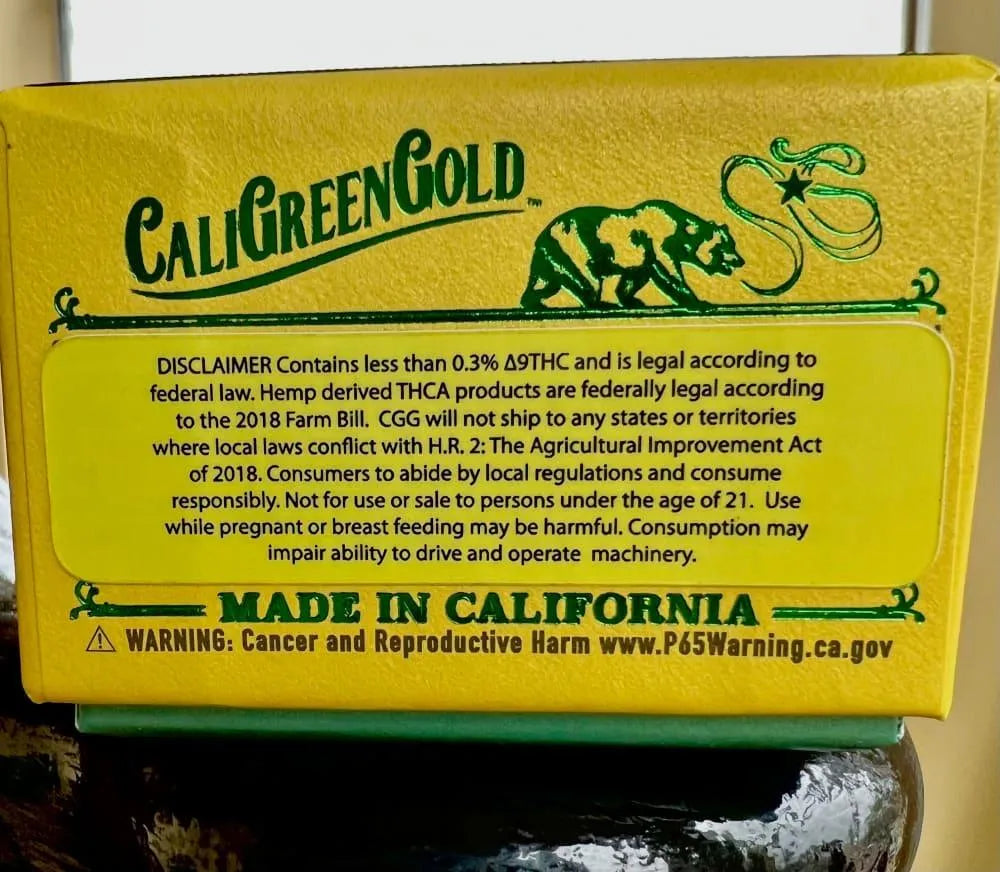 CALIGREENGOLD™
DISCLAIMER Contains less than 0.3% Δ9THC and is legal according to
federal law. Hemp derived THCA products are federally legal according
to the 2018 Farm Bill. CGG will not ship to any states or territories
where local laws conflict with H.R. 2: The Agricultural Improvement Act
of 2018. Consumers to abide by local regulations and consume
responsibly. Not for use or sale to persons under the age of 21. Use
while pregnant or breast feeding may be harmful. Consumption may
impair ability to drive and operate machinery.
MADE IN CALIFORNIA
⚠ WARNING: Cancer and Reproductive Harm www.P65Warning.ca.gov